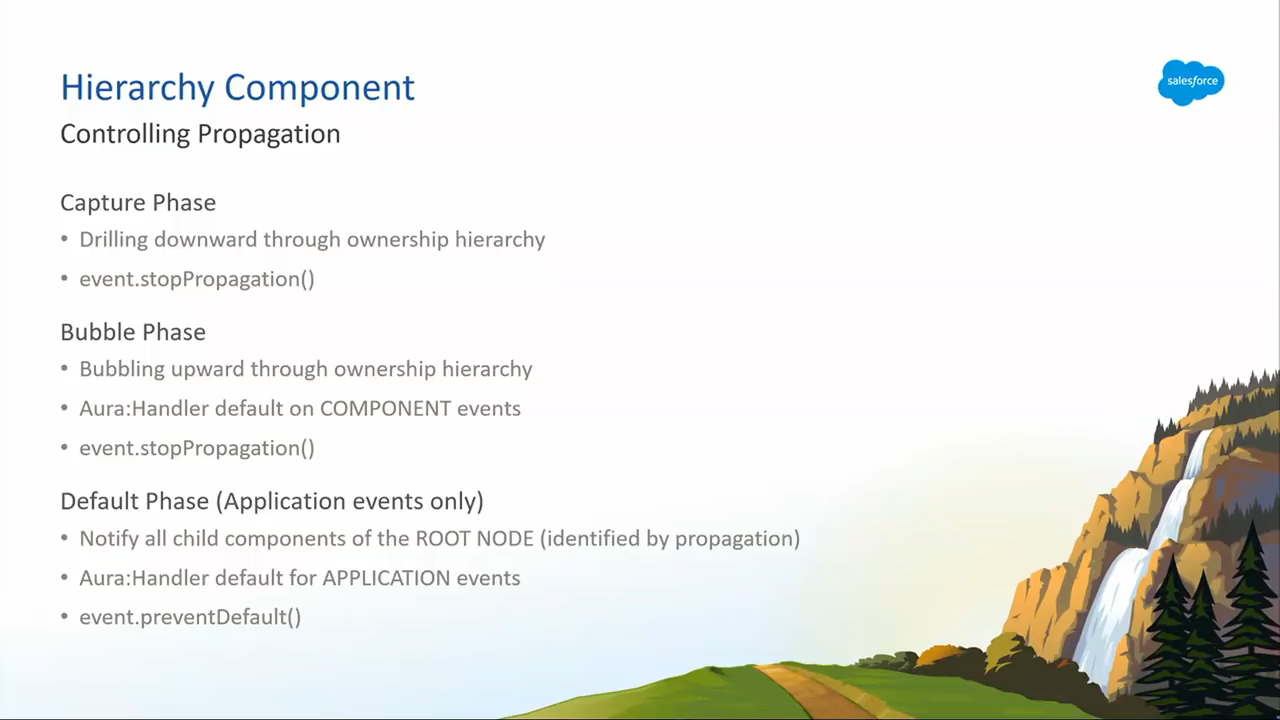 Hierarchy Component
salesforce
Controlling Propagation
Capture Phase
• Drilling downward through ownership hierarchy
• event.stopPropagation()
Bubble Phase
• Bubbling upward through ownership hierarchy
• Aura:Handler default on COMPONENT events
• event.stopPropagation()
Default Phase (Application events only)
• Notify all child components of the ROOT NODE (identified by propagation)
• Aura:Handler default for APPLICATION events
• event.preventDefault()